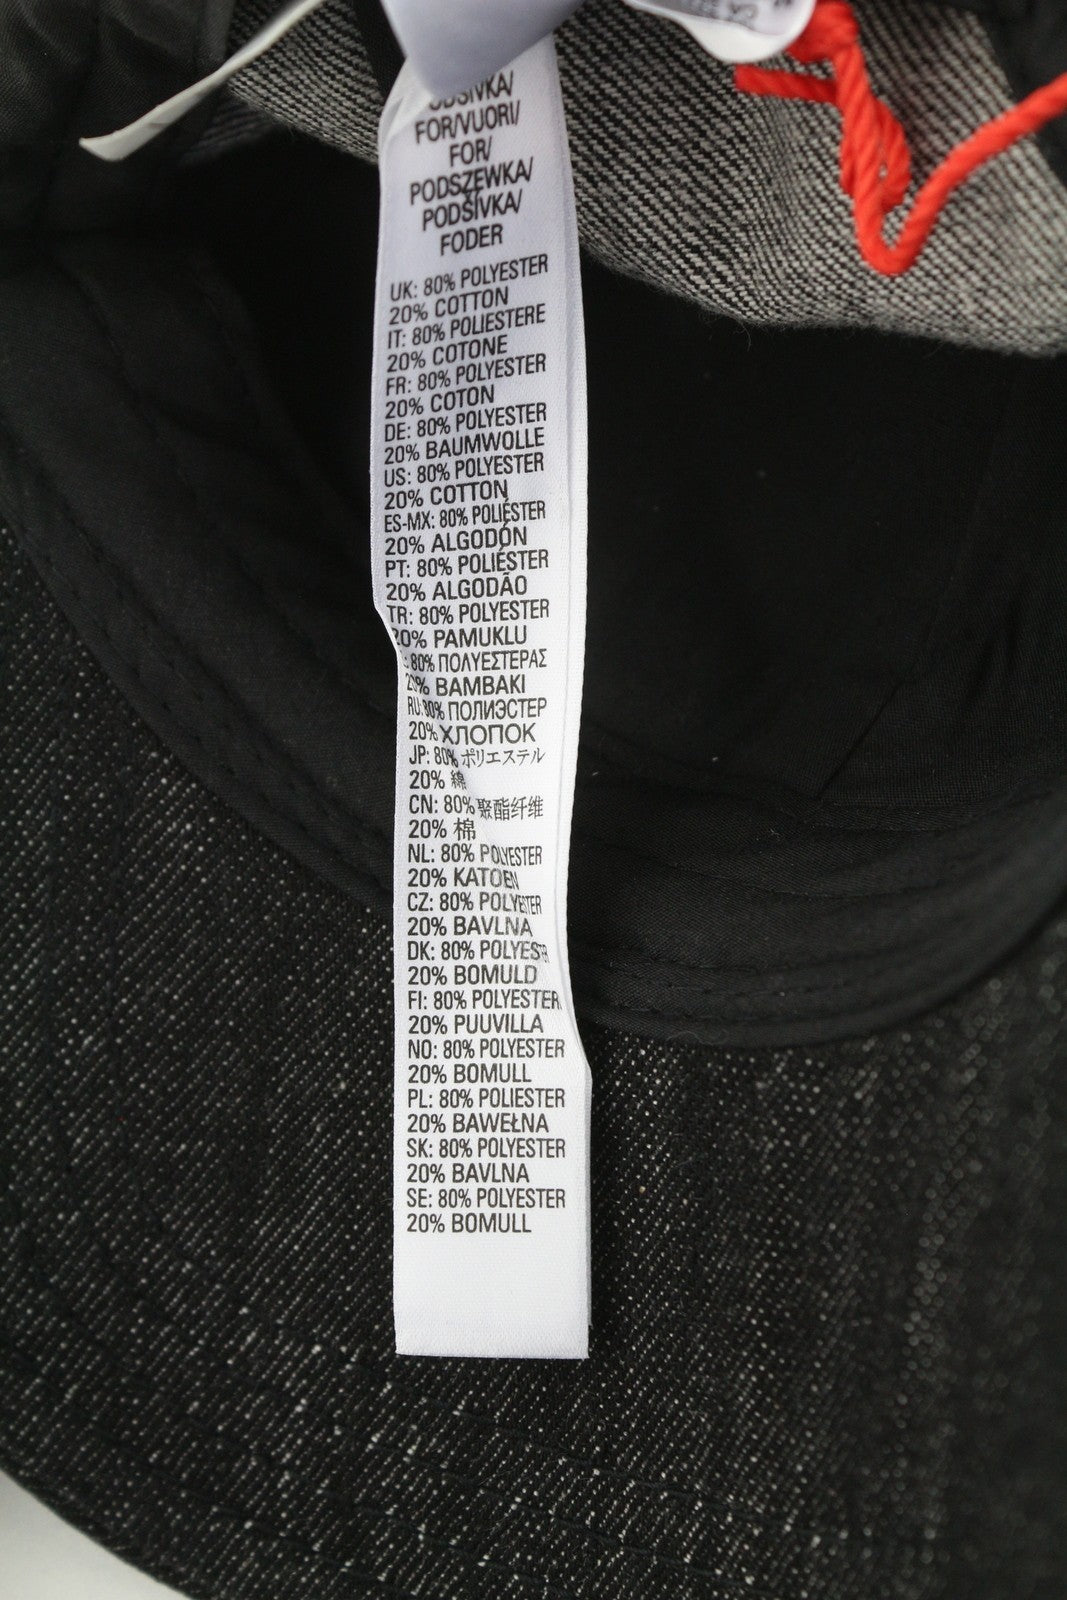 PODŠÍVKA/
FOR/VUORI/
FOR/
PODSZEWKA/
PODŠÍVKA/
FODER
UK: 80% POLYESTER
20% COTTON
IT: 80% POLIESTERE
20% COTONE
FR: 80% POLYESTER
20% COTON
DE: 80% POLYESTER
20% BAUMWOLLE
US: 80% POLYESTER
20% COTTON
ES-MX: 80% POLIÉSTER
20% ALGODÓN
PT: 80% POLIÉSTER
20% ALGODÃO
TR: 80% POLYESTER
20% PAMUKLU
80% ΠΟΛΥΕΣΤΕΡΑΣ
20% ΒΑΜΒΑΚΙ
RU: 80% ПОЛИЭСТЕР
20% ХЛОПОК
JP: 80% ポリエステル
20% 綿
CN: 80% 聚酯纤维
20% 棉
NL: 80% POLYESTER
20% KATOEN
CZ: 80% POLYESTER
20% BAVLNA
DK: 80% POLYESTER
20% BOMULD
FI: 80% POLYESTER
20% PUUVILLA
NO: 80% POLYESTER
20% BOMULL
PL: 80% POLIESTER
20% BAWEŁNA
SK: 80% POLYESTER
20% BAVLNA
SE: 80% POLYESTER
20% BOMULL